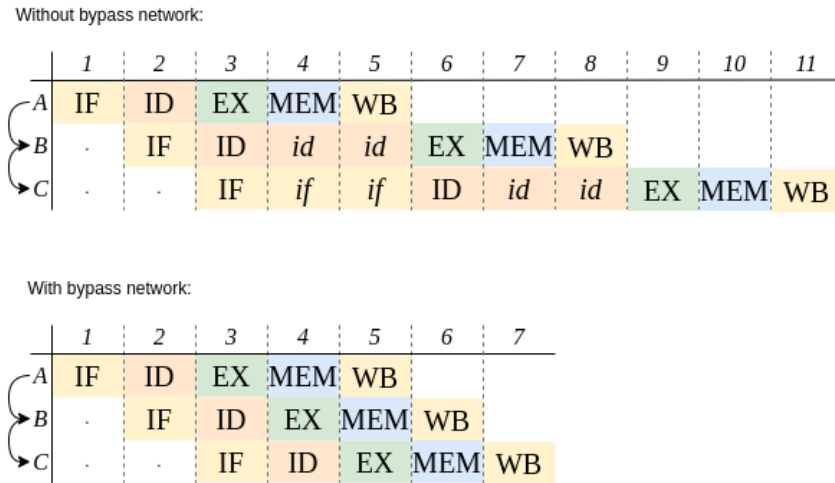 Without bypass network:
1 2 3 4 5 6 7 8 9 10 11
A IF ID EX MEM WB
B . IF ID id id EX MEM WB
C . . IF if if ID id id EX MEM WB
With bypass network:
1 2 3 4 5 6 7
A IF ID EX MEM WB
B . IF ID EX MEM WB
C . . IF ID EX MEM WB